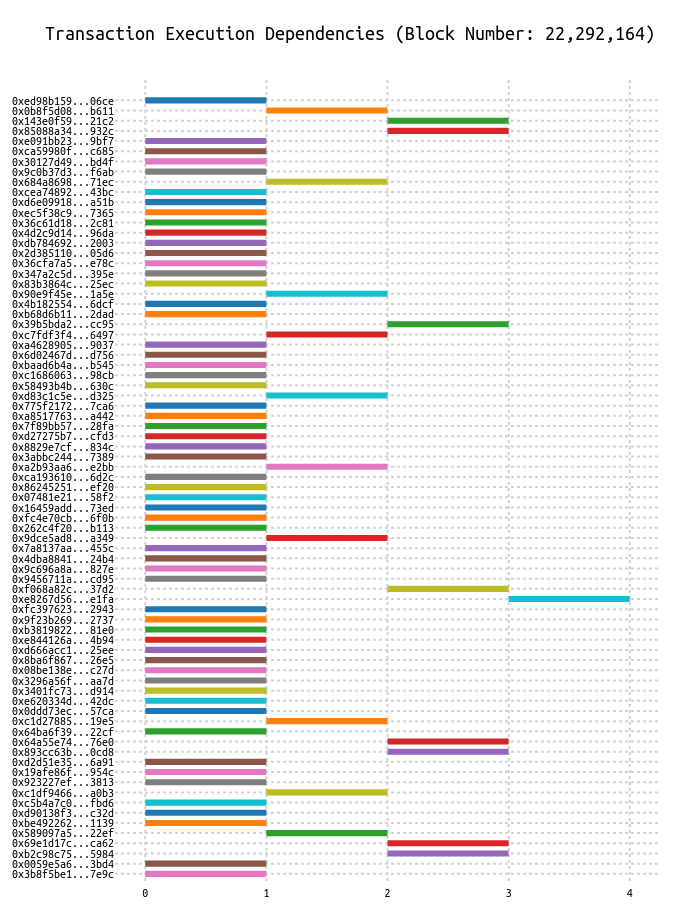 Transaction Execution Dependencies (Block Number: 22,292,164)
0xed98b159...06ce
0x0b8f5d08...b611
0x143e0f59...21c2
0x85088a34...932c
0xe091bb23...9bf7
0xca59980f...c685
0x30127d49...bd4f
0x9c0b37d3...f6ab
0x684a8698...71ec
0xcea74892...43bc
0xd6e09918...a51b
0xec5f38c9...7365
0x36c61d18...2c81
0x4d2c9d14...96da
0xdb784692...2003
0x2d385110...05d6
0x36cfa7a5...e78c
0x347a2c5d...395e
0x83b3864c...25ec
0x90e9f45e...1a5e
0x4b182554...6dcf
0xb68d6b11...2dad
0x39b5bda2...cc95
0xc7fdf3f4...6497
0xa4628905...9037
0x6d02467d...d756
0xbaad6b4a...b545
0xc1686063...98cb
0x58493b4b...630c
0xd83c1c5e...d325
0x775f2172...7ca6
0xa8517763...a442
0x7f89bb57...28fa
0xd27275b7...cfd3
0x8829e7cf...834c
0x3abbc244...7389
0xa2b93aa6...e2bb
0xca193610...6d2c
0x86245251...ef20
0x07481e21...58f2
0x16459add...73ed
0xfc4e70cb...6f0b
0x262c4f20...b113
0x9dce5ad8...a349
0x7a8137aa...455c
0x4dba8841...24b4
0x9c696a8a...827e
0x9456711a...cd95
0xf068a82c...37d2
0xe8267d56...e1fa
0xfc397623...2943
0x9f23b269...2737
0xb3819822...81e0
0xe844126a...4b94
0xd666acc1...25ee
0x8ba6f867...26e5
0x08be138e...c27d
0x3296a56f...aa7d
0x3401fc73...d914
0xe620334d...42dc
0x0ddd73ec...57ca
0xc1d27885...19e5
0x64ba6f39...22cf
0x64a55e74...76e0
0x893cc63b...0cd8
0xd2d51e35...6a91
0x19afe86f...954c
0x923227ef...3813
0xc1df9466...a0b3
0xc5b4a7c0...fbd6
0xd90138f3...c32d
0xbe492262...1139
0x589097a5...22ef
0x69e1d17c...ca62
0xb2c98c75...5984
0x0059e5a6...3bd4
0x3b8f5be1...7e9c
0 1 2 3 4